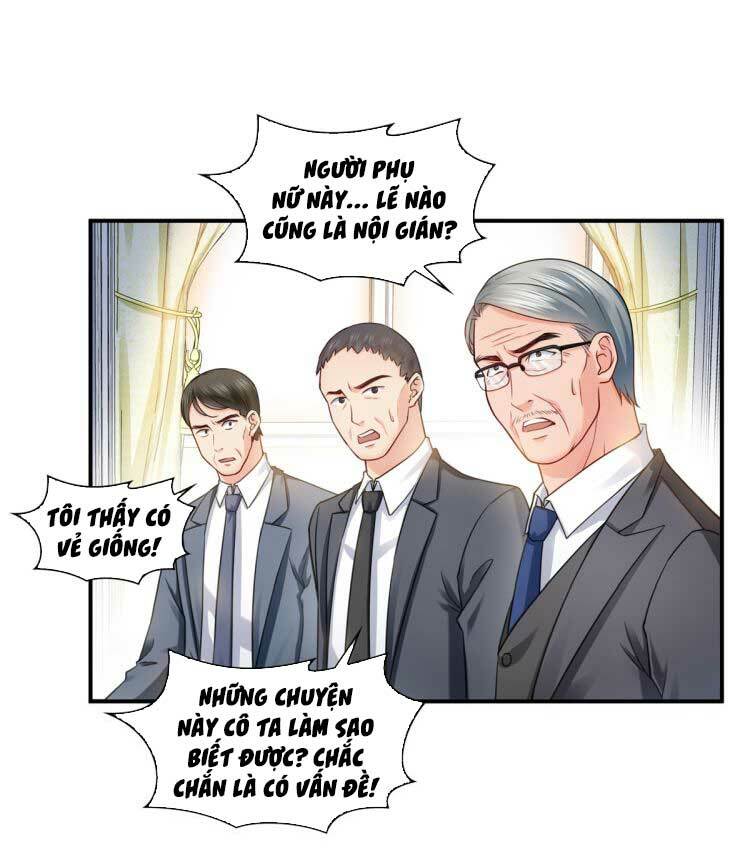 NGƯỜI PHỤ
NỮ NÀY... LẼ NÀO
CŨNG LÀ NỘI GIÁN?
TÔI THẤY CÓ
VẺ GIỐNG!
NHỮNG CHUYỆN
NÀY CÔ TA LÀM SAO
BIẾT ĐƯỢC? CHẮC
CHẮN LÀ CÓ VẤN ĐỀ!